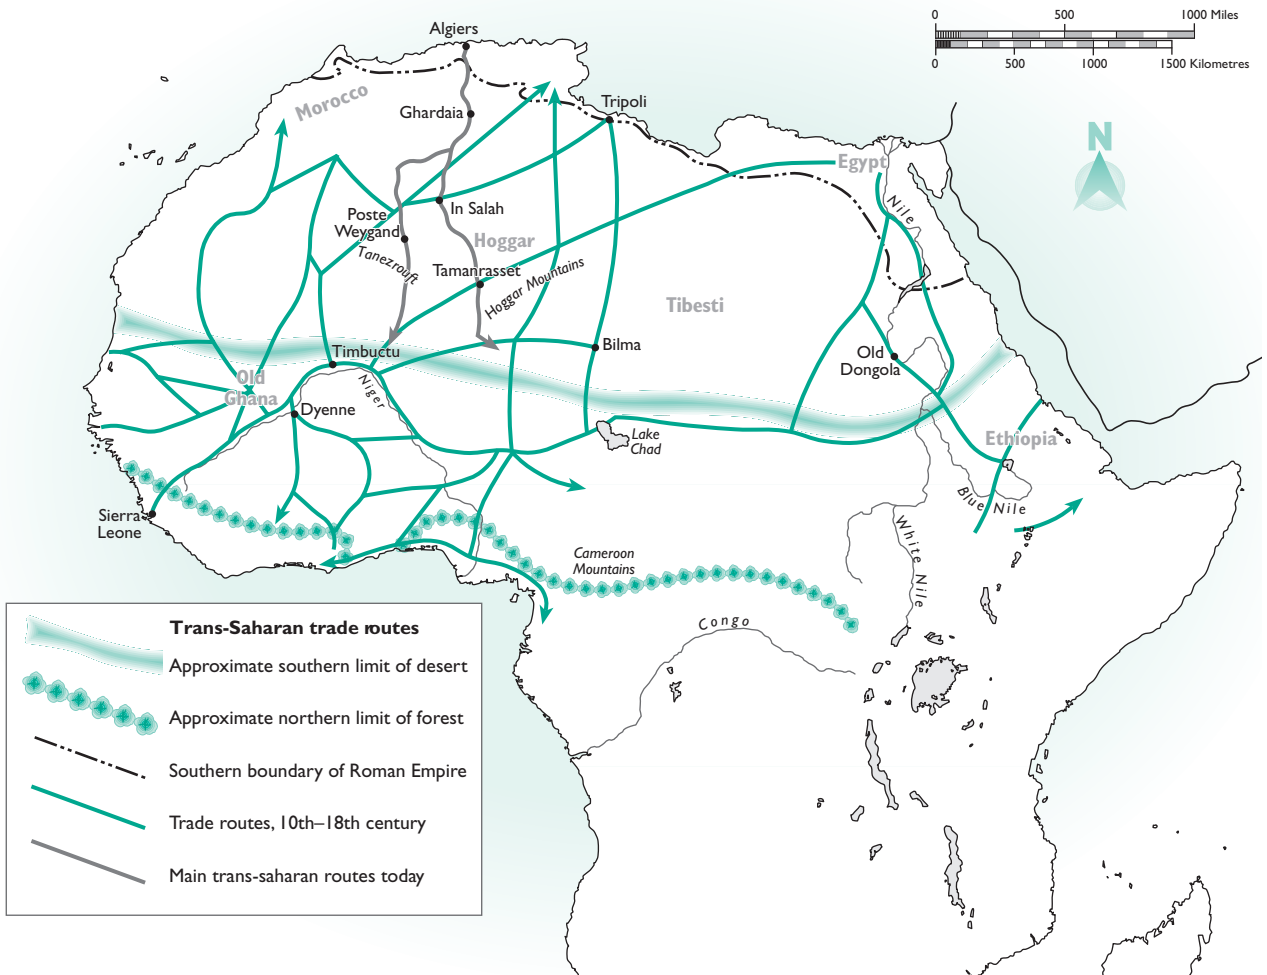 0 500 1000 Miles
0 500 1000 1500 Kilometres
N
Algiers
Morocco
Ghardaia
Tripoli
Egypt
Nile
In Salah
Poste
Weygand
Hoggar
Tanezrouft
Tamanrasset
Hoggar Mountains
Tibesti
Timbuctu
Bilma
Old
Dongola
Old
Ghana
Niger
Dyenne
Lake
Chad
Ethiopia
Blue Nile
Sierra
Leone
White Nile
Cameroon
Mountains
Congo
Trans-Saharan trade routes
Approximate southern limit of desert
Approximate northern limit of forest
Southern boundary of Roman Empire
Trade routes, 10th–18th century
Main trans-saharan routes today